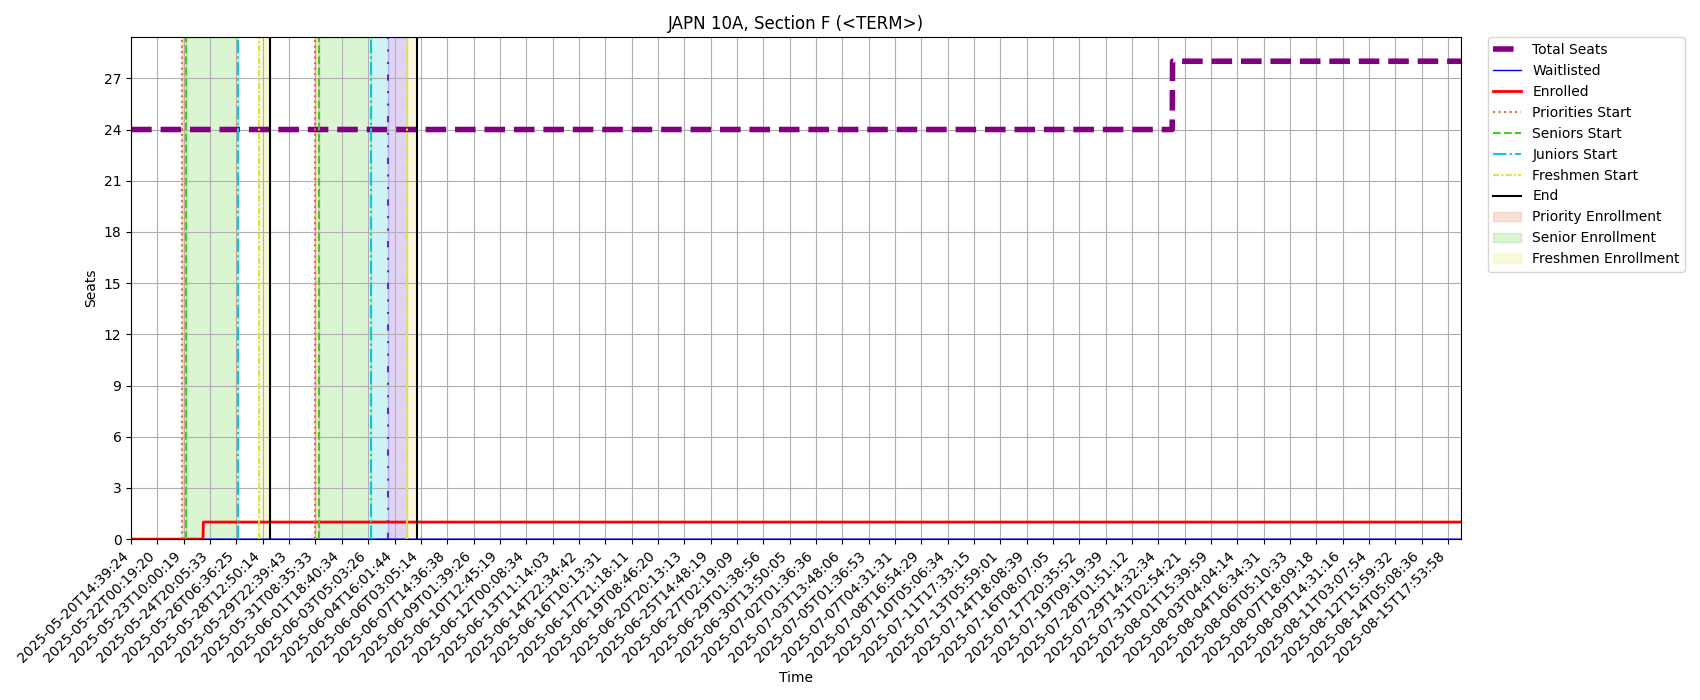 JAPN 10A, Section F (<TERM>)
Seats
27
24
21
18
15
12
9
6
3
0
2025-05-20T14:39:24
2025-05-22T00:19:20
2025-05-23T10:00:19
2025-05-24T20:05:33
2025-05-26T06:36:25
2025-05-28T12:50:14
2025-05-29T22:39:43
2025-05-31T08:35:33
2025-06-01T18:40:34
2025-06-03T05:03:26
2025-06-04T16:01:44
2025-06-06T03:05:14
2025-06-07T14:36:38
2025-06-09T01:39:26
2025-06-10T12:45:19
2025-06-12T00:08:34
2025-06-13T11:14:03
2025-06-14T22:34:42
2025-06-16T10:13:31
2025-06-17T21:18:11
2025-06-19T08:46:20
2025-06-20T20:13:13
2025-06-25T14:48:19
2025-06-27T02:19:09
2025-06-29T01:38:56
2025-06-30T13:50:05
2025-07-02T01:36:36
2025-07-03T13:48:06
2025-07-05T01:36:53
2025-07-07T04:31:31
2025-07-08T16:54:29
2025-07-10T05:06:34
2025-07-11T17:33:15
2025-07-13T05:59:01
2025-07-14T18:08:39
2025-07-16T08:07:05
2025-07-17T20:35:52
2025-07-19T09:19:39
2025-07-28T01:51:12
2025-07-29T14:32:34
2025-07-31T02:54:21
2025-08-01T15:39:59
2025-08-03T04:04:14
2025-08-04T16:34:31
2025-08-06T05:10:33
2025-08-07T18:09:18
2025-08-09T14:31:16
2025-08-11T03:07:54
2025-08-12T15:59:32
2025-08-14T05:08:36
2025-08-15T17:53:58
Time
Total Seats
Waitlisted
Enrolled
Priorities Start
Seniors Start
Juniors Start
Freshmen Start
End
Priority Enrollment
Senior Enrollment
Freshmen Enrollment